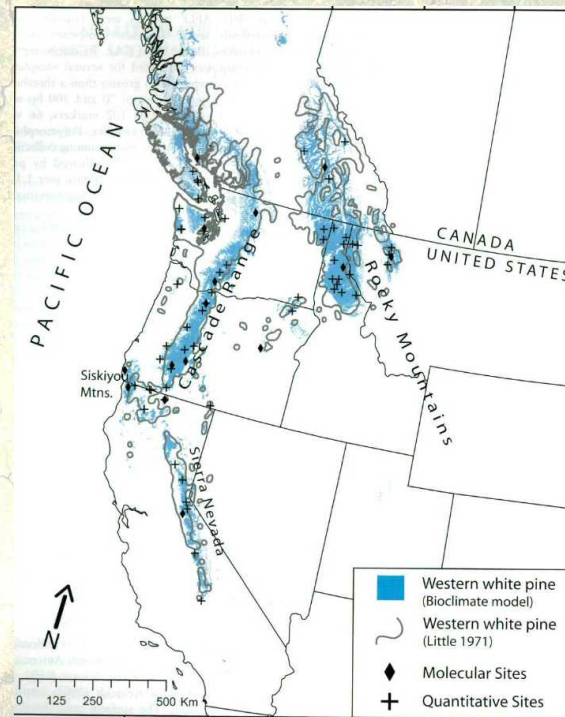 PACIFIC OCEAN
CANADA
UNITED STATES
Cascade Range
Rocky Mountains
Siskiyou
Mtns.
Sierra Nevada
N
0 125 250 500 Km
Western white pine
(Bioclimate model)
Western white pine
(Little 1971)
Molecular Sites
Quantitative Sites